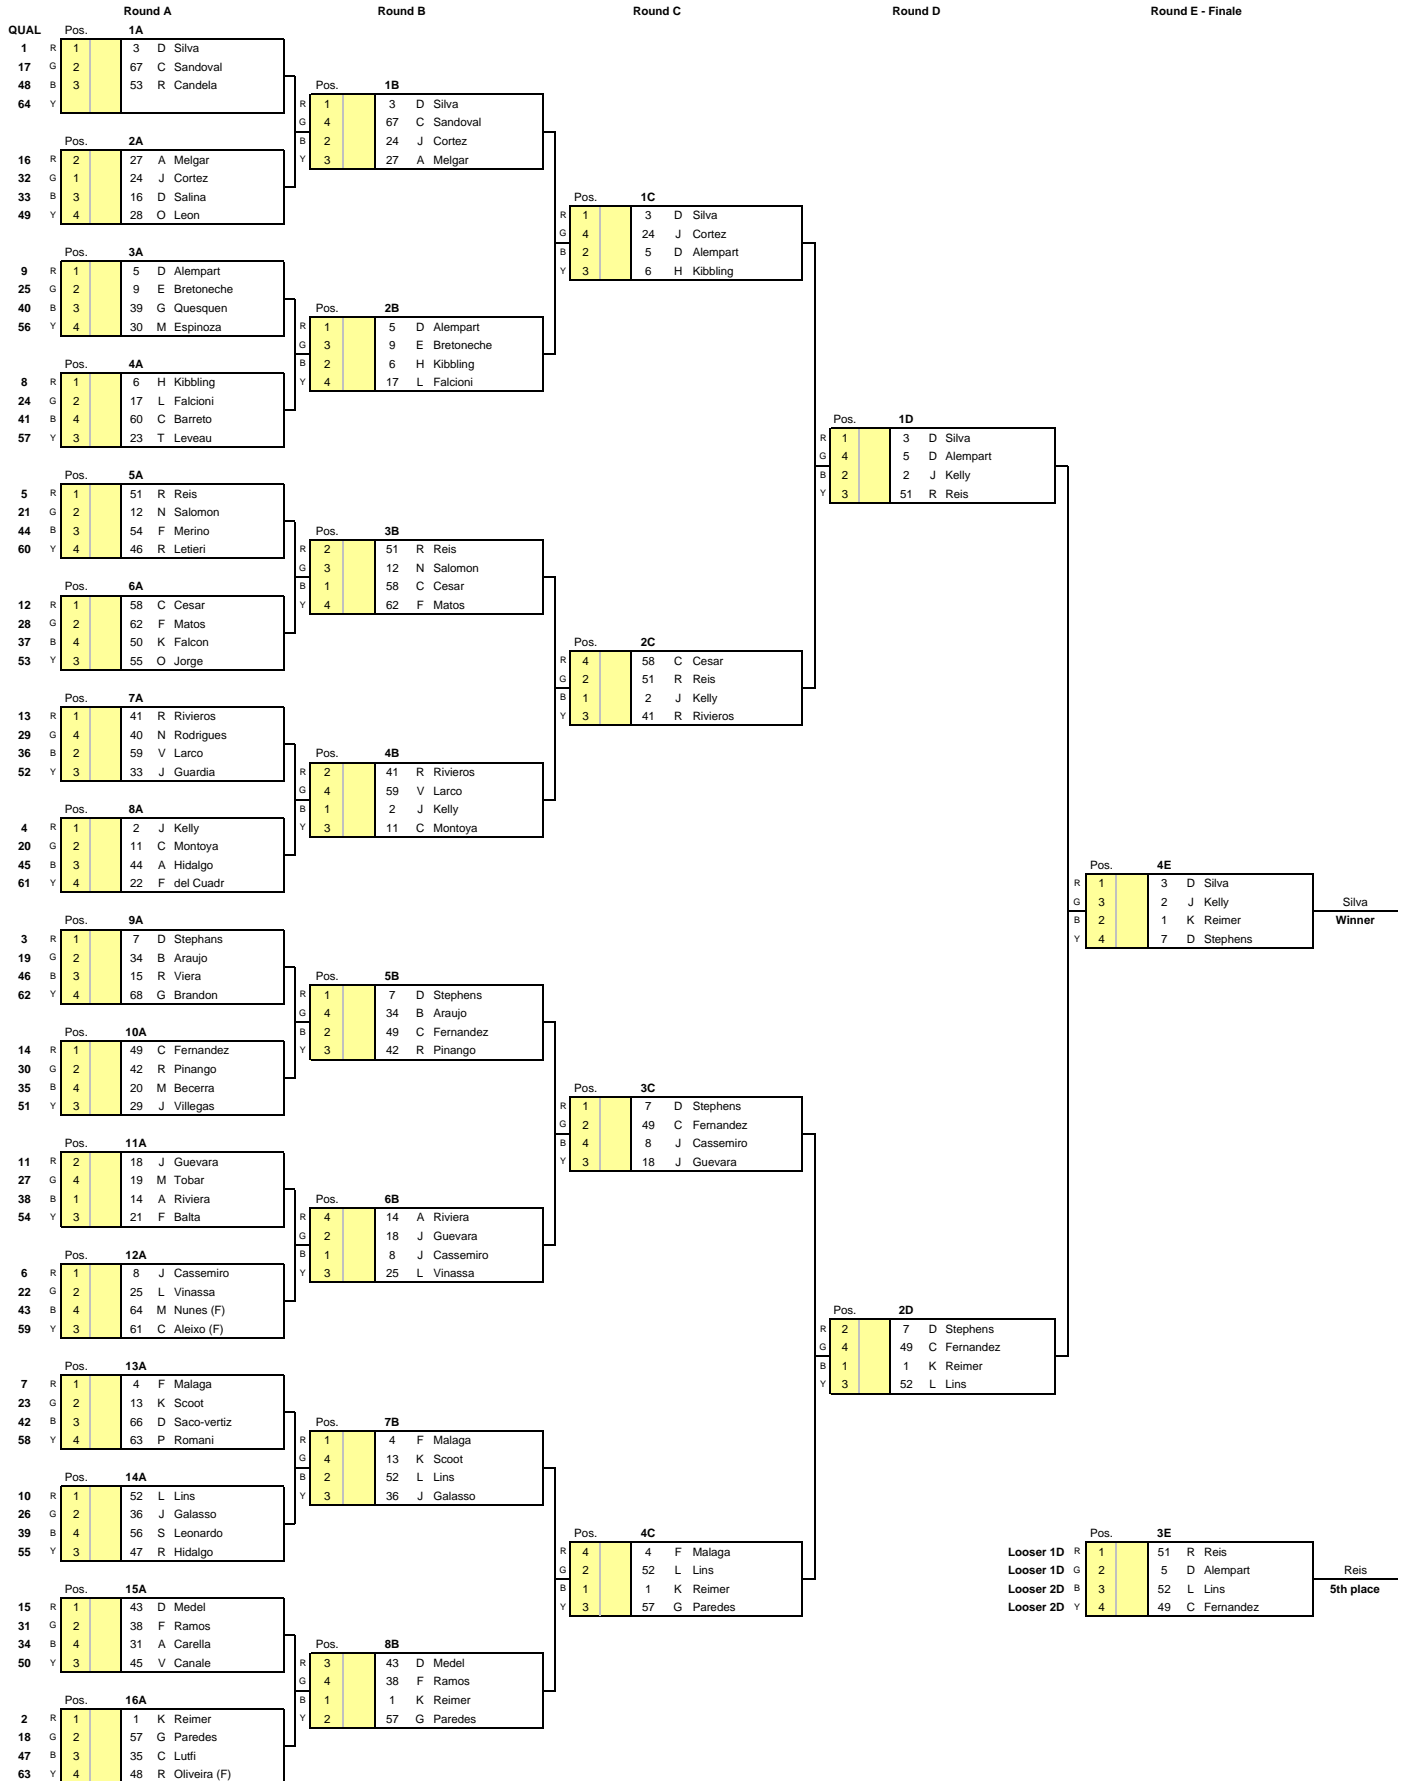 Round A Round B Round C Round D Round E - Finale
QUAL Pos. 1A
1 R 1 3 D Silva
17 G 2 67 C Sandoval
48 B 3 53 R Candela
64 Y
Pos. 2A
16 R 2 27 A Melgar
32 G 1 24 J Cortez
33 B 3 16 D Salina
49 Y 4 28 O Leon
Pos. 3A
9 R 1 5 D Alempart
25 G 2 9 E Bretoneche
40 B 3 39 G Quesquen
56 Y 4 30 M Espinoza
Pos. 4A
8 R 1 6 H Kibbling
24 G 2 17 L Falcioni
41 B 4 60 C Barreto
57 Y 3 23 T Leveau
Pos. 5A
5 R 1 51 R Reis
21 G 2 12 N Salomon
44 B 3 54 F Merino
60 Y 4 46 R Letieri
Pos. 6A
12 R 1 58 C Cesar
28 G 2 62 F Matos
37 B 4 50 K Falcon
53 Y 3 55 O Jorge
Pos. 7A
13 R 1 41 R Rivieros
29 G 4 40 N Rodrigues
36 B 2 59 V Larco
52 Y 3 33 J Guardia
Pos. 8A
4 R 1 2 J Kelly
20 G 2 11 C Montoya
45 B 3 44 A Hidalgo
61 Y 4 22 F del Cuadr
Pos. 9A
3 R 1 7 D Stephans
19 G 2 34 B Araujo
46 B 3 15 R Viera
62 Y 4 68 G Brandon
Pos. 10A
14 R 1 49 C Fernandez
30 G 2 42 R Pinango
35 B 4 20 M Becerra
51 Y 3 29 J Villegas
Pos. 11A
11 R 2 18 J Guevara
27 G 4 19 M Tobar
38 B 1 14 A Riviera
54 Y 3 21 F Balta
Pos. 12A
6 R 1 8 J Cassemiro
22 G 2 25 L Vinassa
43 B 4 64 M Nunes (F)
59 Y 3 61 C Aleixo (F)
Pos. 13A
7 R 1 4 F Malaga
23 G 2 13 K Scoot
42 B 3 66 D Saco-vertiz
58 Y 4 63 P Romani
Pos. 14A
10 R 1 52 L Lins
26 G 2 36 J Galasso
39 B 4 56 S Leonardo
55 Y 3 47 R Hidalgo
Pos. 15A
15 R 1 43 D Medel
31 G 2 38 F Ramos
34 B 4 31 A Carella
50 Y 3 45 V Canale
Pos. 16A
2 R 1 1 K Reimer
18 G 2 57 G Paredes
47 B 3 35 C Lutfi
63 Y 4 48 R Oliveira (F)
Pos. 1B
R 1 3 D Silva
G 4 67 C Sandoval
B 2 24 J Cortez
Y 3 27 A Melgar
Pos. 2B
R 1 5 D Alempart
G 3 9 E Bretoneche
B 2 6 H Kibbling
Y 4 17 L Falcioni
Pos. 3B
R 2 51 R Reis
G 3 12 N Salomon
B 1 58 C Cesar
Y 4 62 F Matos
Pos. 4B
R 2 41 R Rivieros
G 4 59 V Larco
B 1 2 J Kelly
Y 3 11 C Montoya
Pos. 5B
R 1 7 D Stephens
G 4 34 B Araujo
B 2 49 C Fernandez
Y 3 42 R Pinango
Pos. 6B
R 4 14 A Riviera
G 2 18 J Guevara
B 1 8 J Cassemiro
Y 3 25 L Vinassa
Pos. 7B
R 1 4 F Malaga
G 4 13 K Scoot
B 2 52 L Lins
Y 3 36 J Galasso
Pos. 8B
R 3 43 D Medel
G 4 38 F Ramos
B 1 1 K Reimer
Y 2 57 G Paredes
Pos. 1C
R 1 3 D Silva
G 4 24 J Cortez
B 2 5 D Alempart
Y 3 6 H Kibbling
Pos. 2C
R 4 58 C Cesar
G 2 51 R Reis
B 1 2 J Kelly
Y 3 41 R Rivieros
Pos. 3C
R 1 7 D Stephens
G 2 49 C Fernandez
B 4 8 J Cassemiro
Y 3 18 J Guevara
Pos. 4C
R 4 4 F Malaga
G 2 52 L Lins
B 1 1 K Reimer
Y 3 57 G Paredes
Pos. 1D
R 1 3 D Silva
G 4 5 D Alempart
B 2 2 J Kelly
Y 3 51 R Reis
Pos. 2D
R 2 7 D Stephens
G 4 49 C Fernandez
B 1 1 K Reimer
Y 3 52 L Lins
Pos. 4E
R 1 3 D Silva
G 3 2 J Kelly Silva
B 2 1 K Reimer Winner
Y 4 7 D Stephens
Pos. 3E
Looser 1D R 1 51 R Reis
Looser 1D G 2 5 D Alempart Reis
Looser 2D B 3 52 L Lins 5th place
Looser 2D Y 4 49 C Fernandez